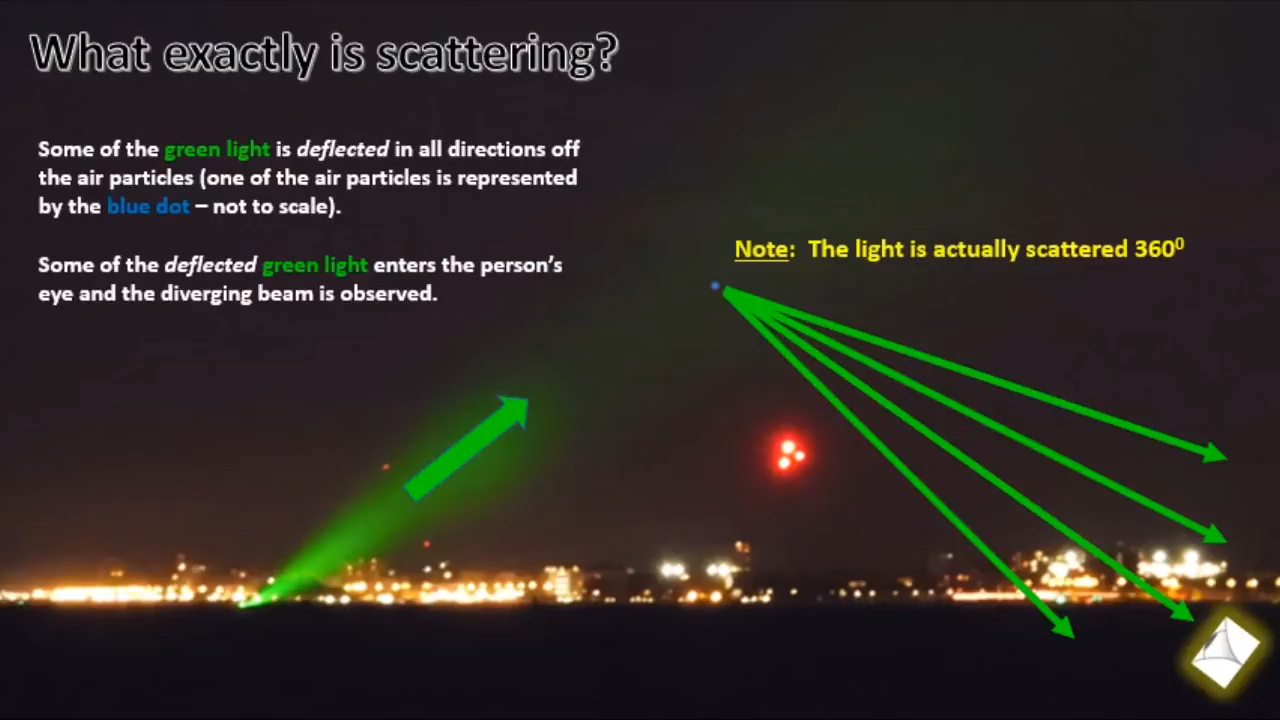 What exactly is scattering?
Some of the green light is deflected in all directions off
the air particles (one of the air particles is represented
by the blue dot – not to scale).
Some of the deflected green light enters the person's
eye and the diverging beam is observed.
Note: The light is actually scattered 360⁰